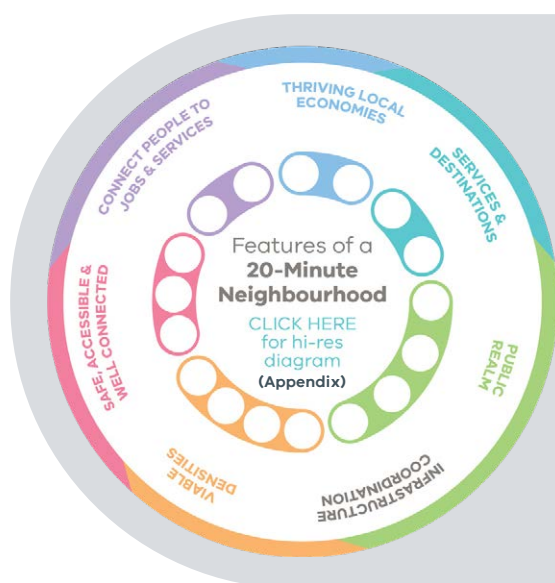 THRIVING LOCAL
ECONOMIES
SERVICES &
DESTINATIONS
PUBLIC
REALM
INFRASTRUCTURE
COORDINATION
VIABLE
DENSITIES
SAFE, ACCESSIBLE &
WELL CONNECTED
CONNECT PEOPLE TO
JOBS & SERVICES
Features of a
20-Minute
Neighbourhood
CLICK HERE
for hi-res
diagram
(Appendix)